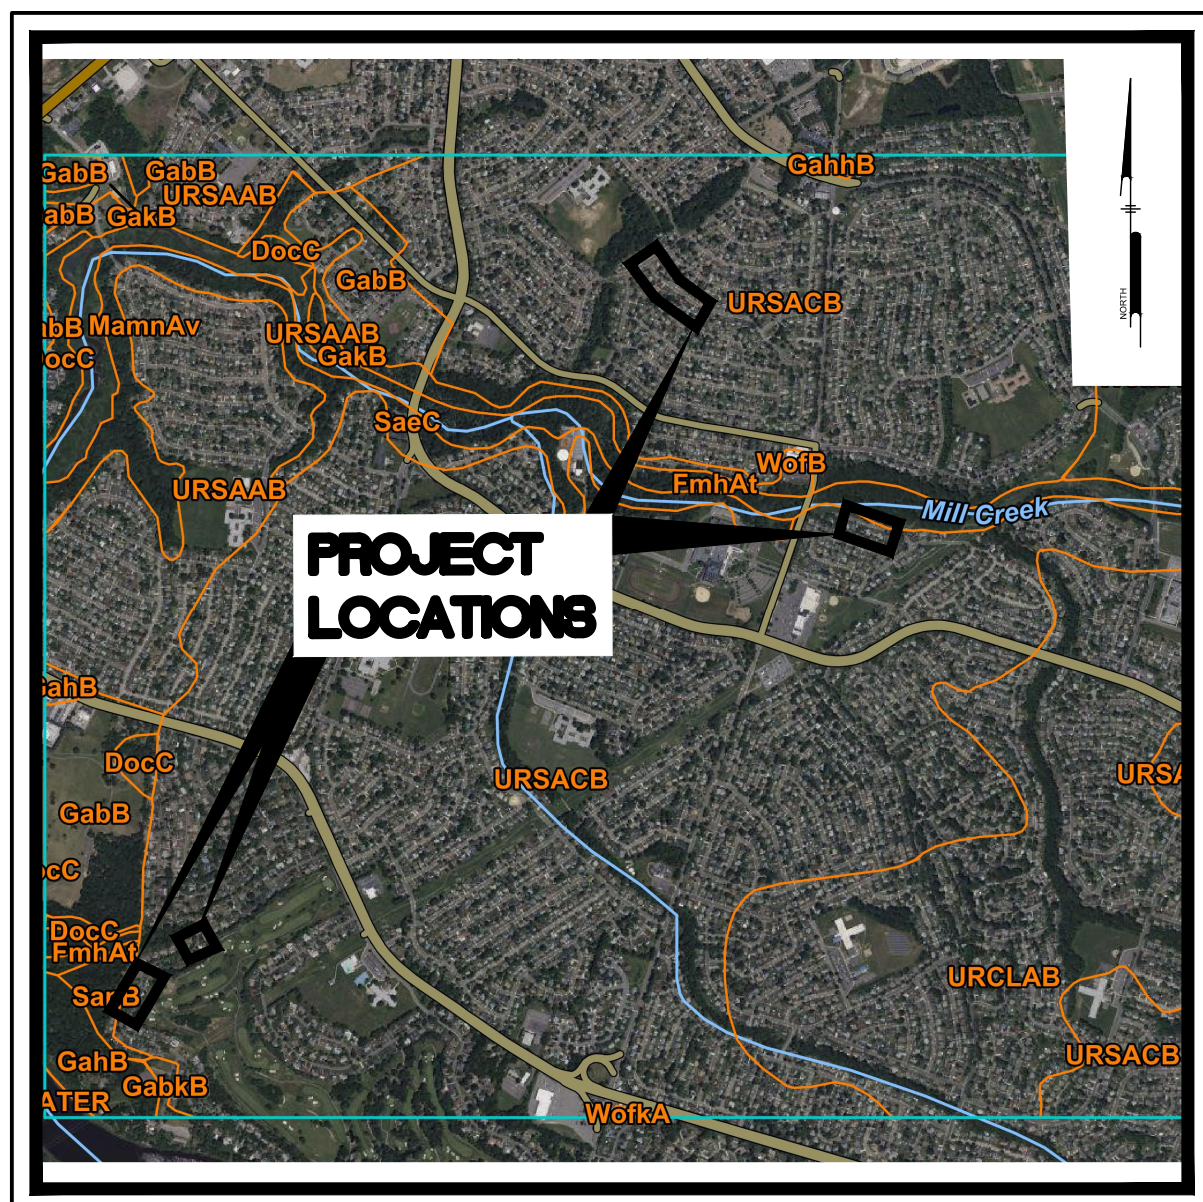 GahhB
GabB
GabB
URSAAB
abB
GakB
DocC
GabB
URSACB
NORTH
abB
MamnAv
URSAAB
GakB
ocC
SaeC
WofB
FmhAt
URSAAB
Mill Creek
PROJECT
LOCATIONS
GahB
DocC
URSACB
URSA
GabB
ocC
DocC
FmhAt
URCLAB
URSACB
GahB
GabkB
ATER
WofkA